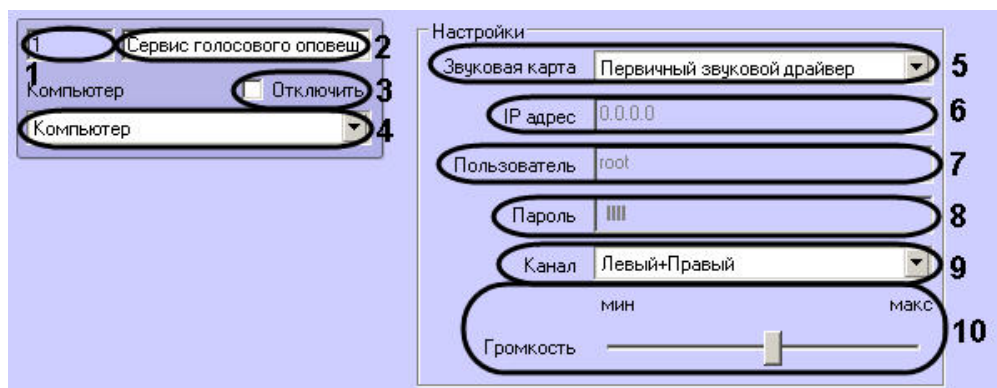 1 Сервис голосового оповещ 2
1
Компьютер Отключить 3
Компьютер 4
Настройки
Звуковая карта Первичный звуковой драйвер 5
IP адрес 0.0.0.0 6
Пользователь root 7
Пароль 8
Канал Левый+Правый 9
мин макс
Громкость 10